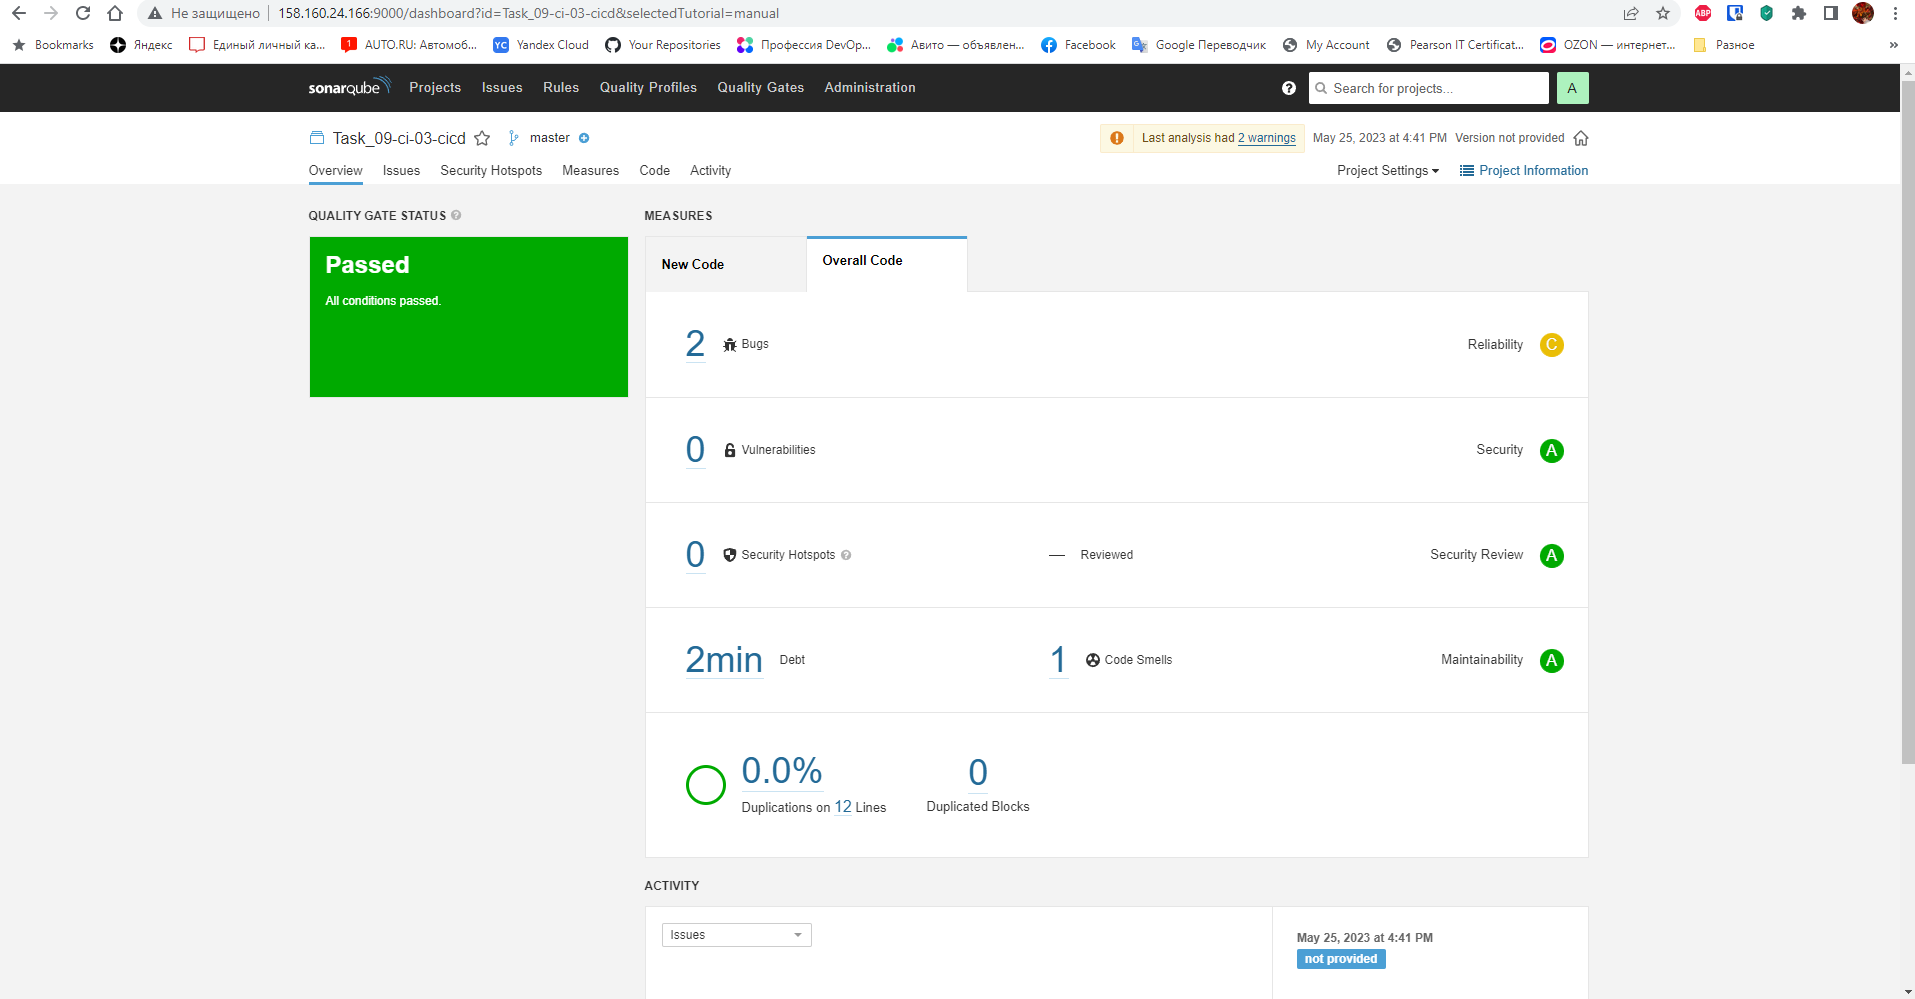 Не защищено
158.160.24.166:9000/dashboard?id=Task_09-ci-03-cicd&selectedTutorial=manual
ABP
Bookmarks Яндекс Единый личный ка... AUTO.RU: Автомоб... YC Yandex Cloud Your Repositories Профессия DevOp... Авито — объявлен... Facebook Google Переводчик My Account Pearson IT Certificat... OZON — интернет... Разное »
sonarqube Projects Issues Rules Quality Profiles Quality Gates Administration ? Search for projects... A
Task_09-ci-03-cicd master Last analysis had 2 warnings May 25, 2023 at 4:41 PM Version not provided
Overview Issues Security Hotspots Measures Code Activity Project Settings Project Information
QUALITY GATE STATUS ?
Passed
All conditions passed.
MEASURES
New Code
Overall Code
2 Bugs Reliability C
0 Vulnerabilities Security A
0 Security Hotspots ? — Reviewed Security Review A
2min Debt 1 Code Smells Maintainability A
0.0%
Duplications on 12 Lines
0
Duplicated Blocks
ACTIVITY
Issues
May 25, 2023 at 4:41 PM
not provided